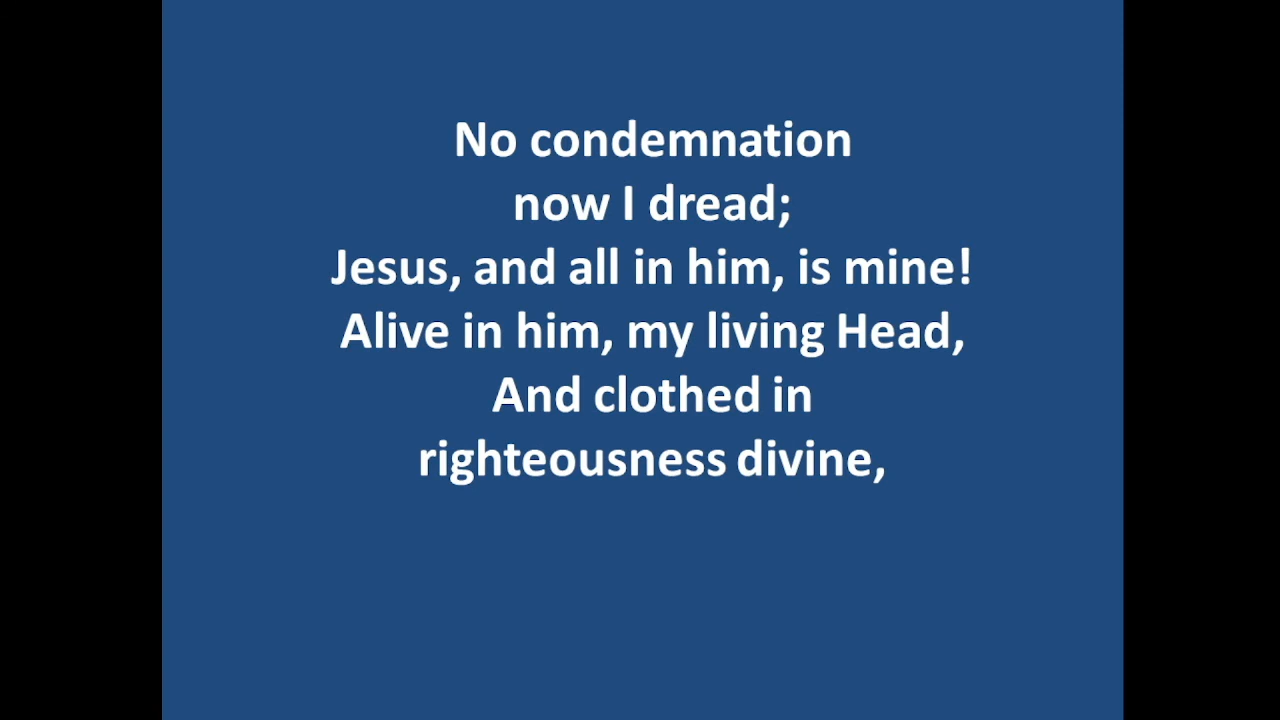 No condemnation
now I dread;
Jesus, and all in him, is mine!
Alive in him, my living Head,
And clothed in
righteousness divine,